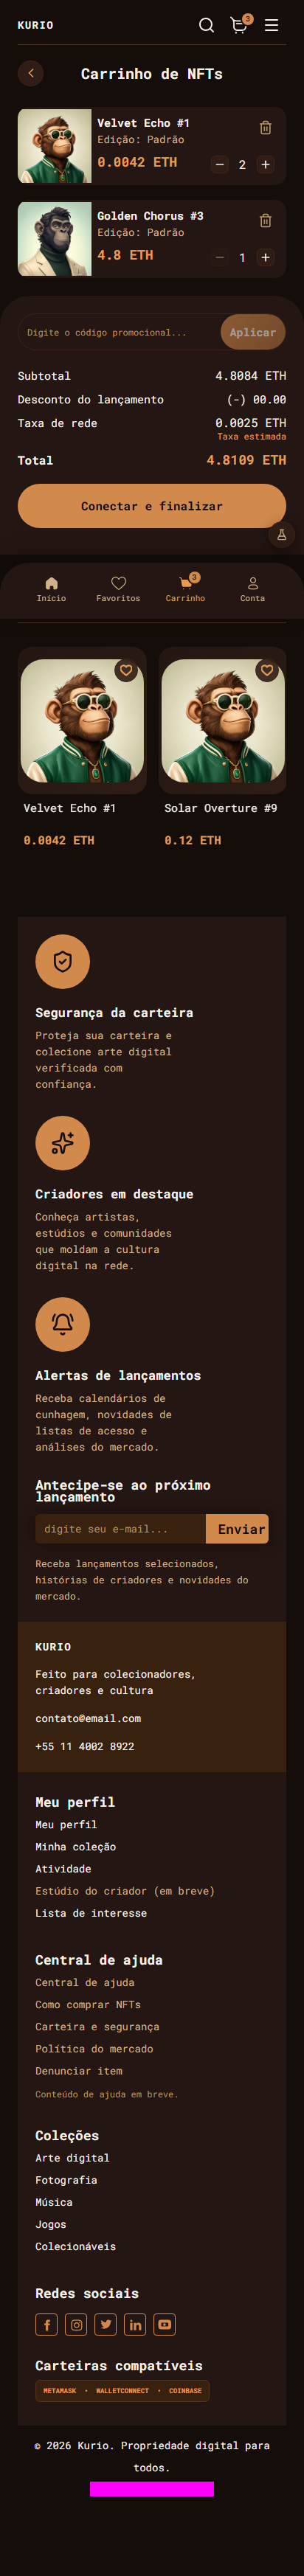 KURIO
3
Carrinho de NFTs
Velvet Echo #1
Edição: Padrão
0.0042 ETH
2
Golden Chorus #3
Edição: Padrão
4.8 ETH
1
Digite o código promocional...
Aplicar
Subtotal 4.8084 ETH
Desconto do lançamento (-) 00.00
Taxa de rede 0.0025 ETH
Taxa estimada
Total 4.8109 ETH
Conectar e finalizar
3
Início Favoritos Carrinho Conta
Velvet Echo #1 Solar Overture #9
0.0042 ETH 0.12 ETH
Segurança da carteira
Proteja sua carteira e
colecione arte digital
verificada com
confiança.
Criadores em destaque
Conheça artistas,
estúdios e comunidades
que moldam a cultura
digital na rede.
Alertas de lançamentos
Receba calendários de
cunhagem, novidades de
listas de acesso e
análises do mercado.
Antecipe-se ao próximo
lançamento
digite seu e-mail... Enviar
Receba lançamentos selecionados,
histórias de criadores e novidades do
mercado.
KURIO
Feito para colecionadores,
criadores e cultura
contato@email.com
+55 11 4002 8922
Meu perfil
Meu perfil
Minha coleção
Atividade
Estúdio do criador (em breve)
Lista de interesse
Central de ajuda
Central de ajuda
Como comprar NFTs
Carteira e segurança
Política do mercado
Denunciar item
Conteúdo de ajuda em breve.
Coleções
Arte digital
Fotografia
Música
Jogos
Colecionáveis
Redes sociais
Carteiras compatíveis
METAMASK • WALLETCONNECT • COINBASE
© 2026 Kurio. Propriedade digital para
todos.